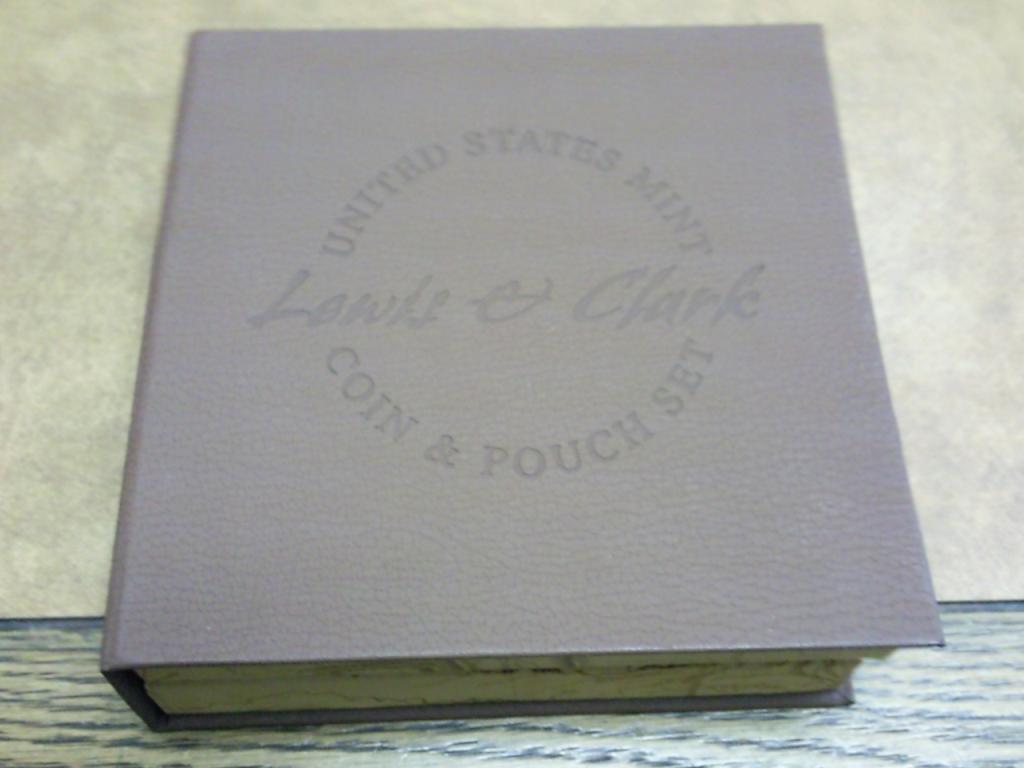 UNITED STATES MINT
Lewis & Clark
COIN & POUCH SET